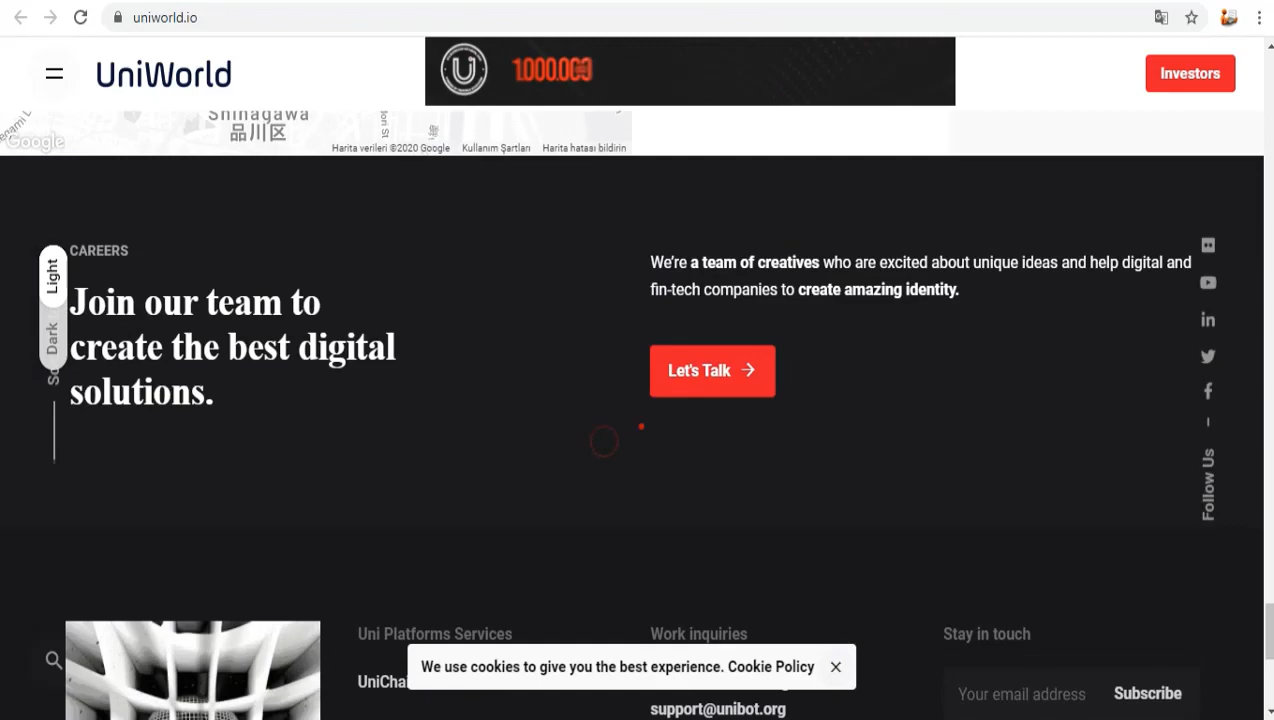 uniworld.io
UniWorld
1.000.000
Investors
Shinagawa
品川区
Google
Harita verileri ©2020 Google
Kullanım Şartları
Harita hatası bildirin
CAREERS
Join our team to
create the best digital
solutions.
Light
Dark
We're a team of creatives who are excited about unique ideas and help digital and
fin-tech companies to create amazing identity.
Let's Talk
Follow Us
Uni Platforms Services
Work inquiries
Stay in touch
We use cookies to give you the best experience. Cookie Policy
Your email address
Subscribe
support@unibot.org